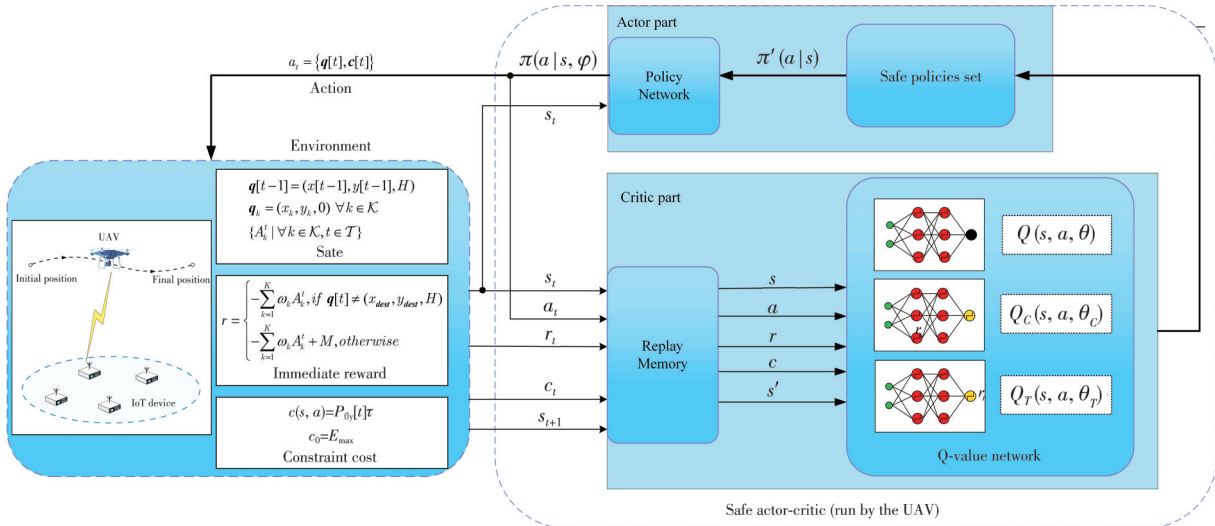 Actor part
a_t = {q[t], c[t]}
Action
π(a | s, φ)
Policy
Network
π′(a | s)
Safe policies set
s_t
Environment
q[t−1] = (x[t−1], y[t−1], H)
q_k = (x_k, y_k, 0) ∀k ∈ 𝒦
{A_k^t | ∀k ∈ 𝒦, t ∈ 𝒯}
Sate
UAV
Initial position
Final position
IoT device
r = { −∑_{k=1}^{K} ω_k A_k^t, if q[t] ≠ (x_dest, y_dest, H)
−∑_{k=1}^{K} ω_k A_k^t + M, otherwise
Immediate reward
c(s, a)=P_fly[t]τ
c_0=E_max
Constraint cost
Critic part
s_t
a_t
r_t
c_t
s_{t+1}
Replay
Memory
s
a
r
c
s′
Q(s, a, θ)
r
Q_C(s, a, θ_C)
Q_T(s, a, θ_T)
Q-value network
Safe actor-critic (run by the UAV)